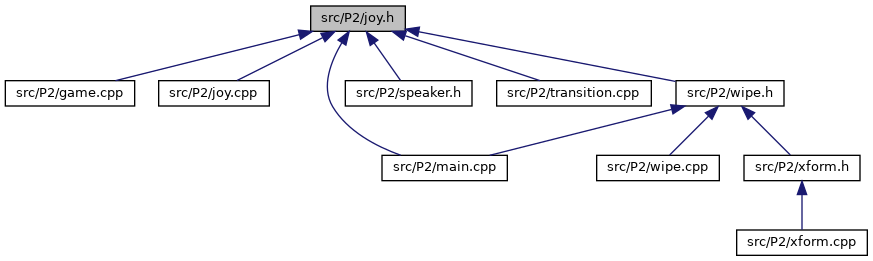 src/P2/joy.h
src/P2/game.cpp
src/P2/joy.cpp
src/P2/speaker.h
src/P2/transition.cpp
src/P2/wipe.h
src/P2/main.cpp
src/P2/wipe.cpp
src/P2/xform.h
src/P2/xform.cpp